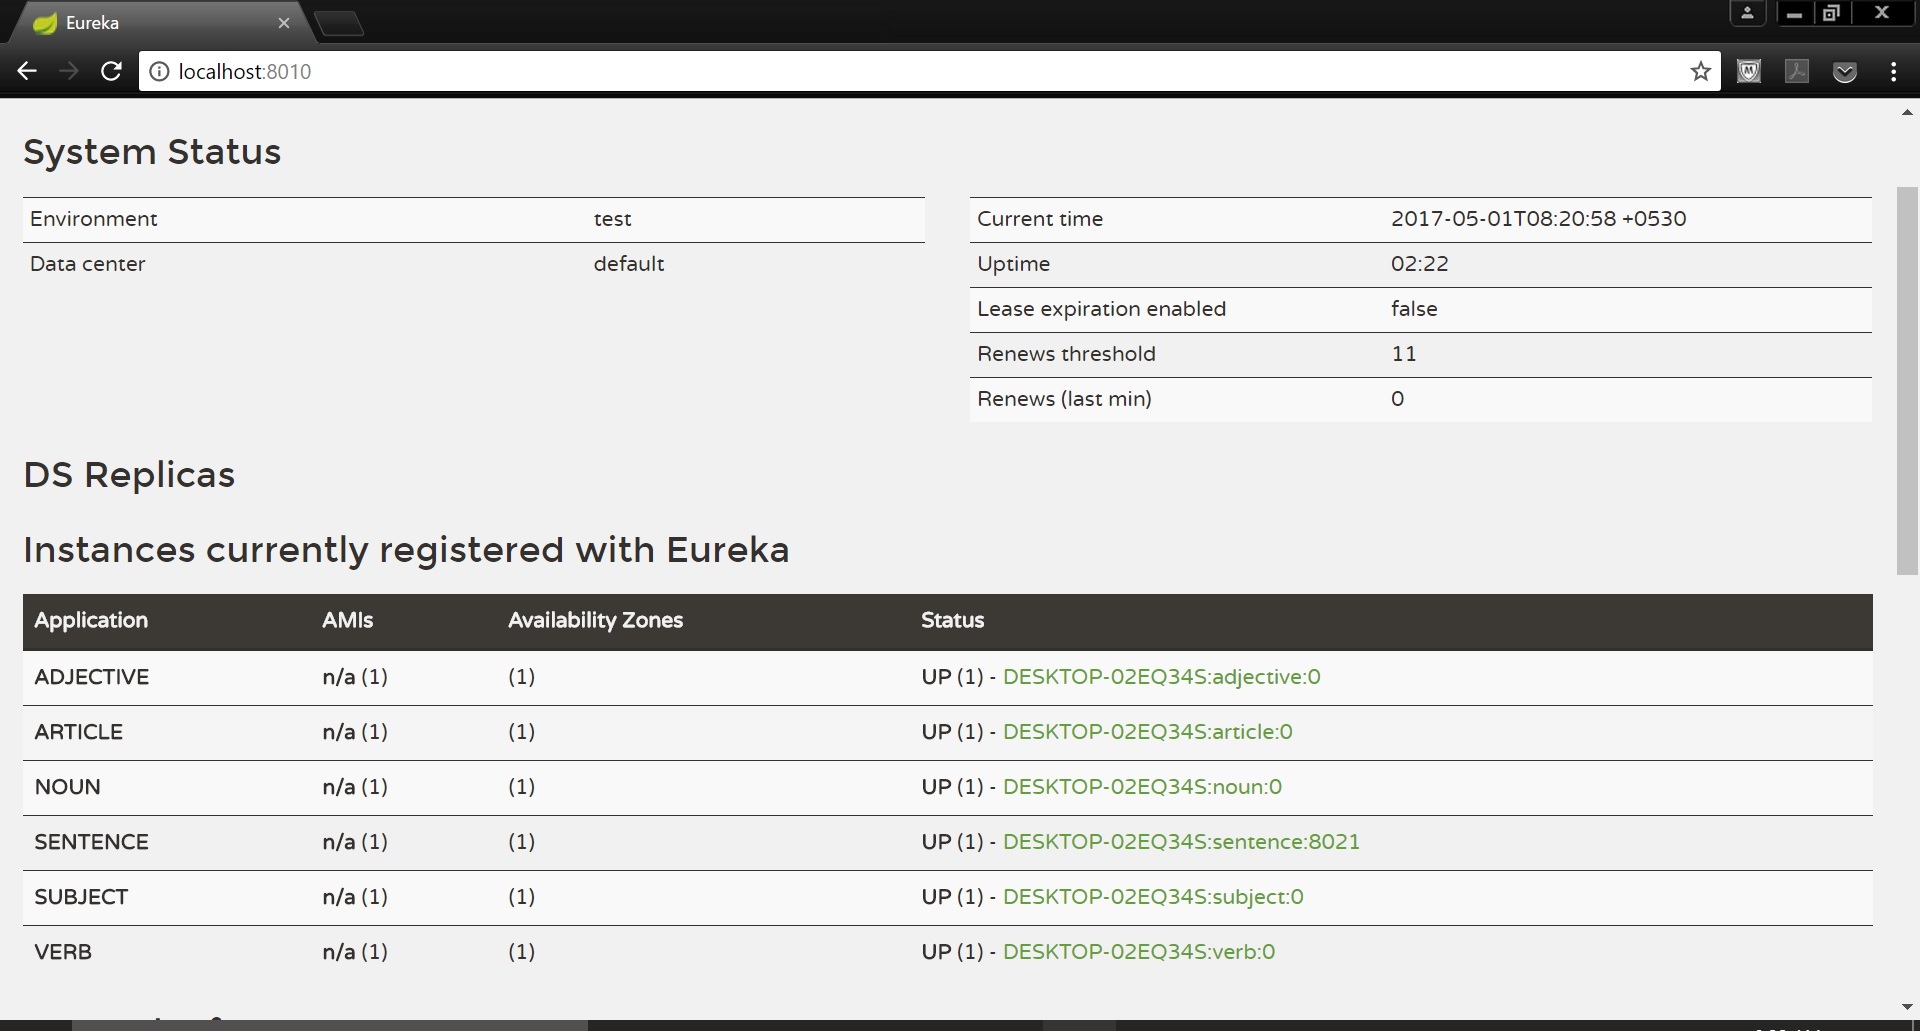 Eureka
localhost:8010
System Status
Environment test
Data center default
Current time 2017-05-01T08:20:58 +0530
Uptime 02:22
Lease expiration enabled false
Renews threshold 11
Renews (last min) 0
DS Replicas
Instances currently registered with Eureka
Application AMIs Availability Zones Status
ADJECTIVE n/a (1) (1) UP (1) - DESKTOP-02EQ34S:adjective:0
ARTICLE n/a (1) (1) UP (1) - DESKTOP-02EQ34S:article:0
NOUN n/a (1) (1) UP (1) - DESKTOP-02EQ34S:noun:0
SENTENCE n/a (1) (1) UP (1) - DESKTOP-02EQ34S:sentence:8021
SUBJECT n/a (1) (1) UP (1) - DESKTOP-02EQ34S:subject:0
VERB n/a (1) (1) UP (1) - DESKTOP-02EQ34S:verb:0